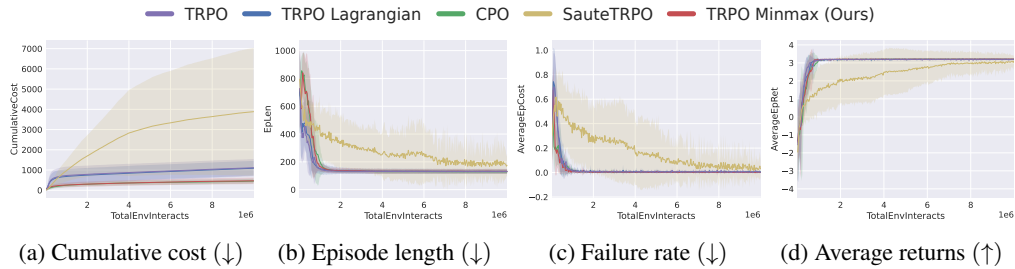 TRPO TRPO Lagrangian CPO SauteTRPO TRPO Minmax (Ours)
CumulativeCost
7000
6000
5000
4000
3000
2000
1000
0
2 4 6 8 1e6
TotalEnvInteracts
EpLen
1000
800
600
400
200
0
2 4 6 8 1e6
TotalEnvInteracts
AverageEpCost
1.0
0.8
0.6
0.4
0.2
0.0
−0.2
2 4 6 8 1e6
TotalEnvInteracts
AverageEpRet
4
3
2
1
0
−1
−2
−3
−4
2 4 6 8 1e6
TotalEnvInteracts
(a) Cumulative cost (↓) (b) Episode length (↓) (c) Failure rate (↓) (d) Average returns (↑)